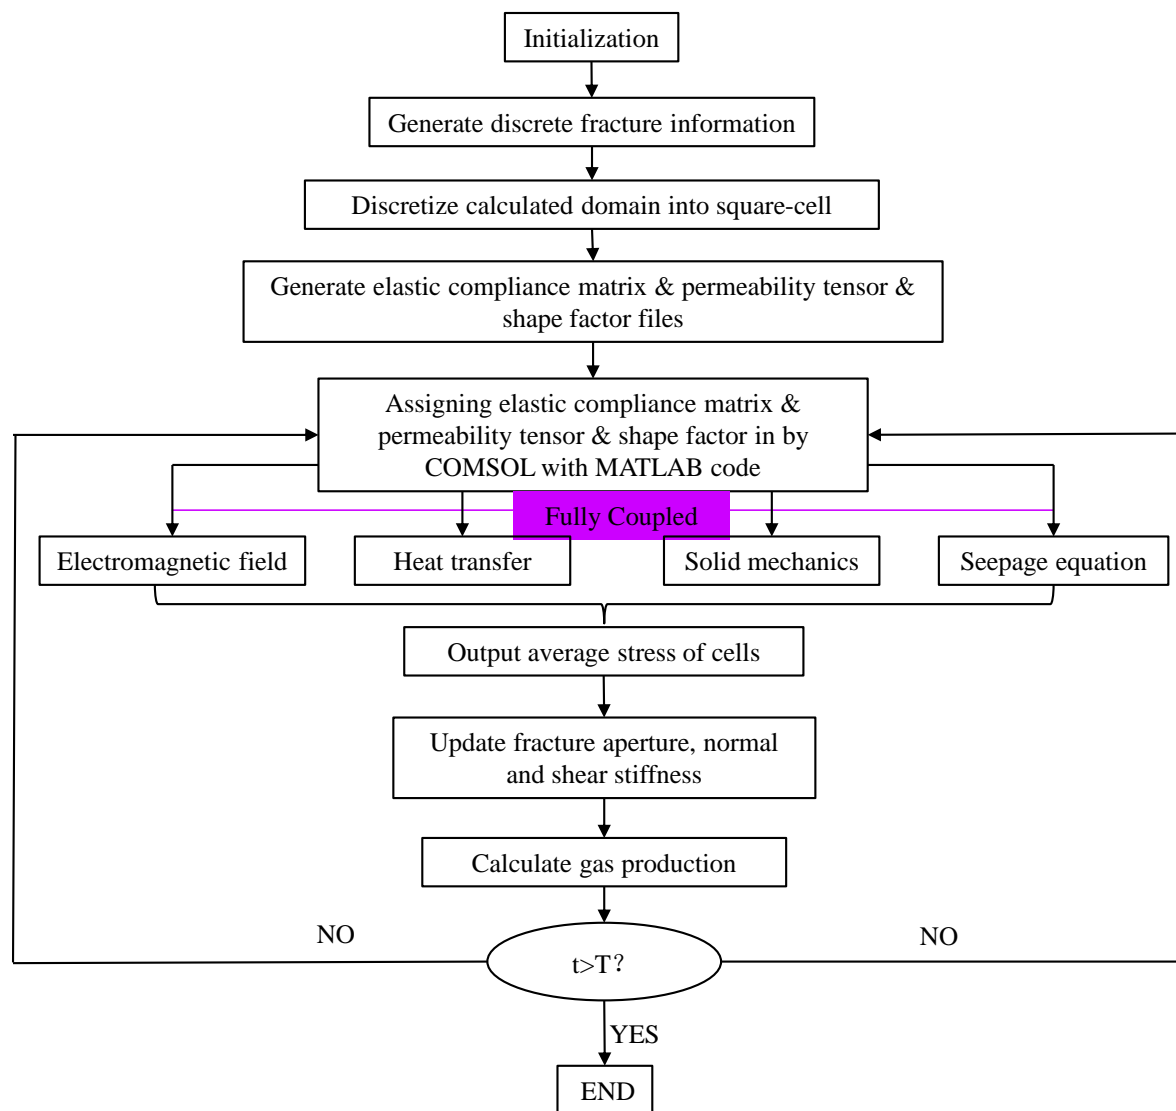 Initialization
Generate discrete fracture information
Discretize calculated domain into square-cell
Generate elastic compliance matrix & permeability tensor &
shape factor files
Assigning elastic compliance matrix &
permeability tensor & shape factor in by
COMSOL with MATLAB code
Fully Coupled
Electromagnetic field
Heat transfer
Solid mechanics
Seepage equation
Output average stress of cells
Update fracture aperture, normal
and shear stiffness
Calculate gas production
NO
NO
t>T？
YES
END